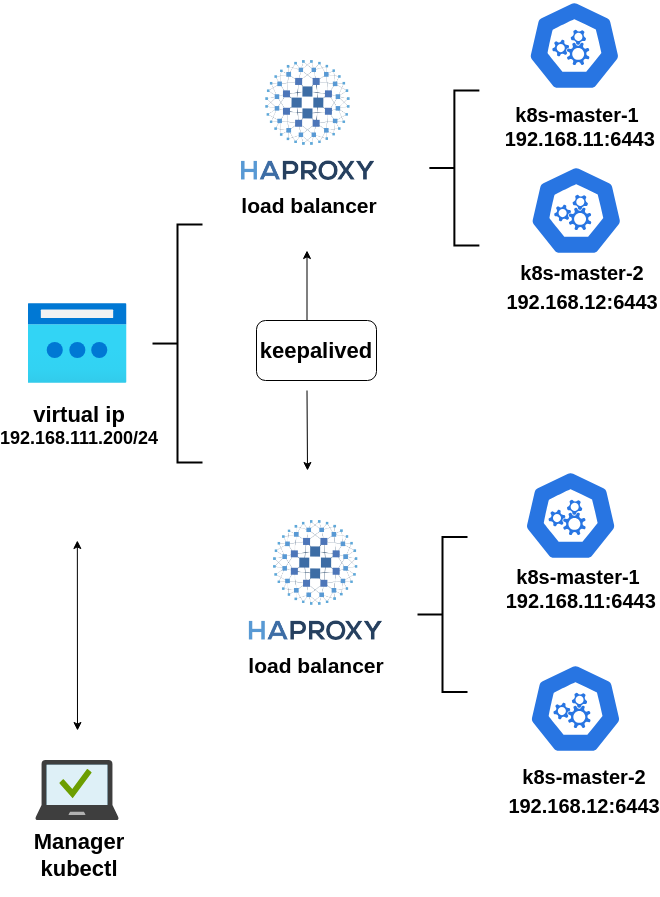 HAPROXY
load balancer
k8s-master-1
192.168.11:6443
k8s-master-2
192.168.12:6443
keepalived
virtual ip
192.168.111.200/24
HAPROXY
load balancer
k8s-master-1
192.168.11:6443
k8s-master-2
192.168.12:6443
Manager
kubectl